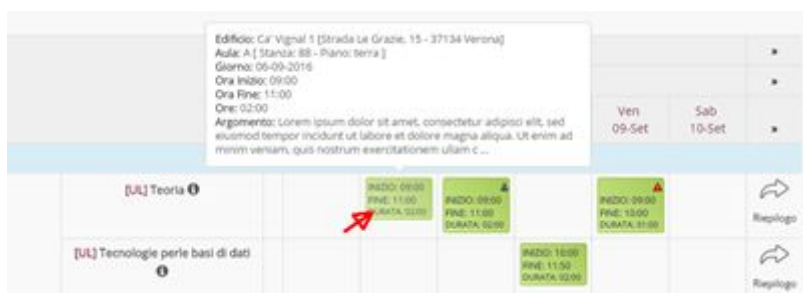 Edificio: Ca' Vignal 1 [Strada Le Grazie, 15 - 37134 Verona]
Aula: A [ Stanza: 88 - Piano: terra ]
Giorno: 06-09-2016
Ora Inizio: 09:00
Ora Fine: 11:00
Ore: 02:00
Argomento: Lorem ipsum dolor sit amet, consectetur adipisci elit, sed
eiusmod tempor incidunt ut labore et dolore magna aliqua. Ut enim ad
minim veniam, quis nostrum exercitationem ullam c ...
Ven
09-Set
Sab
10-Set
[UL] Teoria
INIZIO: 09:00
FINE: 11:00
DURATA: 02:00
INIZIO: 09:00
FINE: 11:00
DURATA: 02:00
INIZIO: 09:00
FINE: 10:00
DURATA: 01:00
Riepilogo
[UL] Tecnologie perle basi di dati
INIZIO: 10:00
FINE: 11:50
DURATA: 02:00
Riepilogo